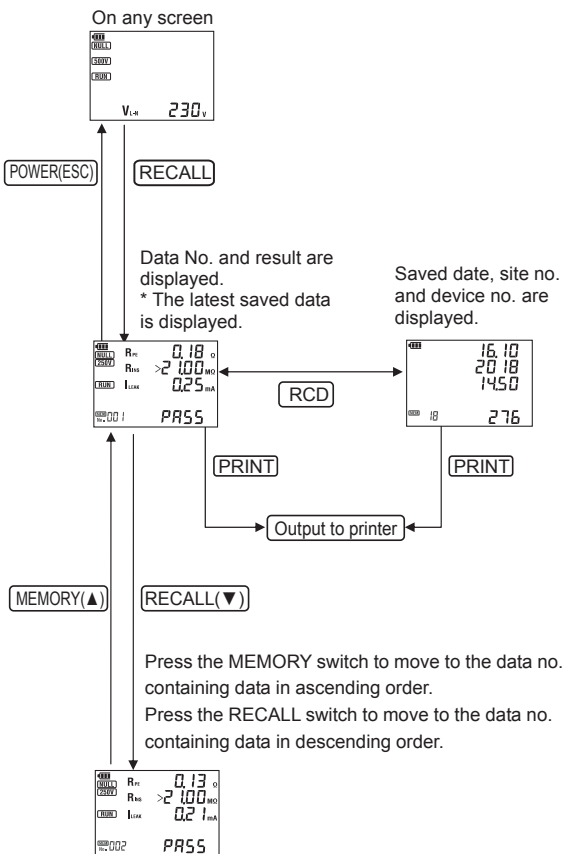 On any screen
NULL
500V
RUN
VL-N 230 V
POWER(ESC)
RECALL
Data No. and result are
displayed.
* The latest saved data
is displayed.
Saved date, site no.
and device no. are
displayed.
NULL
250V
RPE 0.18 Ω
RINS >21.00 MΩ
RUN ILEAK 0.25 mA
MEM No. 001 PASS
RCD
16.10
2018
14.50
MEM 18 276
PRINT
PRINT
Output to printer
MEMORY(▲)
RECALL(▼)
Press the MEMORY switch to move to the data no.
containing data in ascending order.
Press the RECALL switch to move to the data no.
containing data in descending order.
NULL
250V
RPE 0.13 Ω
RINS >21.00 MΩ
RUN ILEAK 0.21 mA
MEM No. 002 PASS